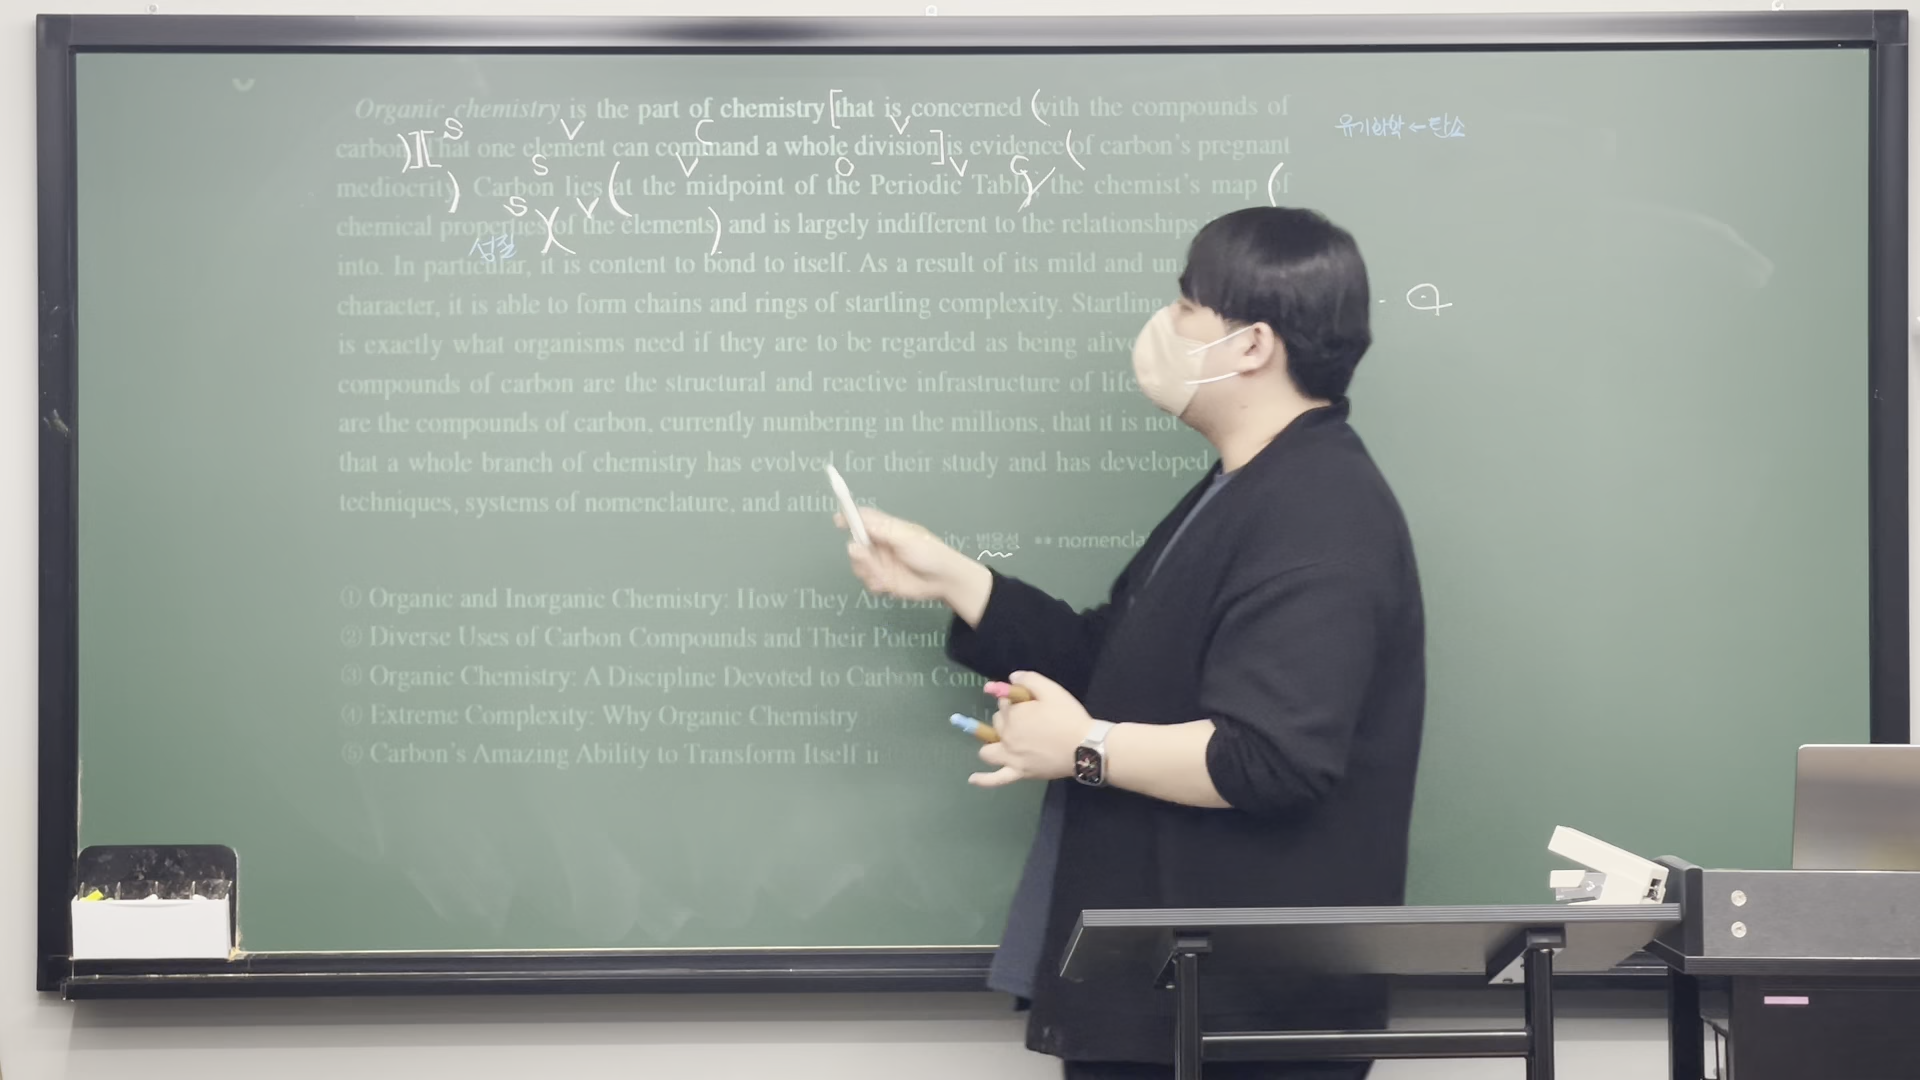 Organic chemistry is the part of chemistry [that is concerned (with the compounds of
carbon)][That one element can command a whole division] is evidence (of carbon's pregnant
mediocrity). Carbon lies (at the midpoint of the Periodic Table), the chemist's map (of
chemical properties)(of the elements) and is largely indifferent to the relationships
into. In particular, it is content to bond to itself. As a result of its mild and
character, it is able to form chains and rings of startling complexity. Startling
is exactly what organisms need if they are to be regarded as being alive
compounds of carbon are the structural and reactive infrastructure of life
are the compounds of carbon, currently numbering in the millions, that it is not
that a whole branch of chemistry has evolved for their study and has developed
techniques, systems of nomenclature, and
범용성 **
① Organic and Inorganic Chemistry: How They Are
② Diverse Uses of Carbon Compounds and Their
③ Organic Chemistry: A Discipline Devoted to Carbon
④ Extreme Complexity: Why Organic Chemistry
⑤ Carbon's Amazing Ability to Transform Itself
S V C V
S V O V C
S V
성질
유기화학 ← 탄소